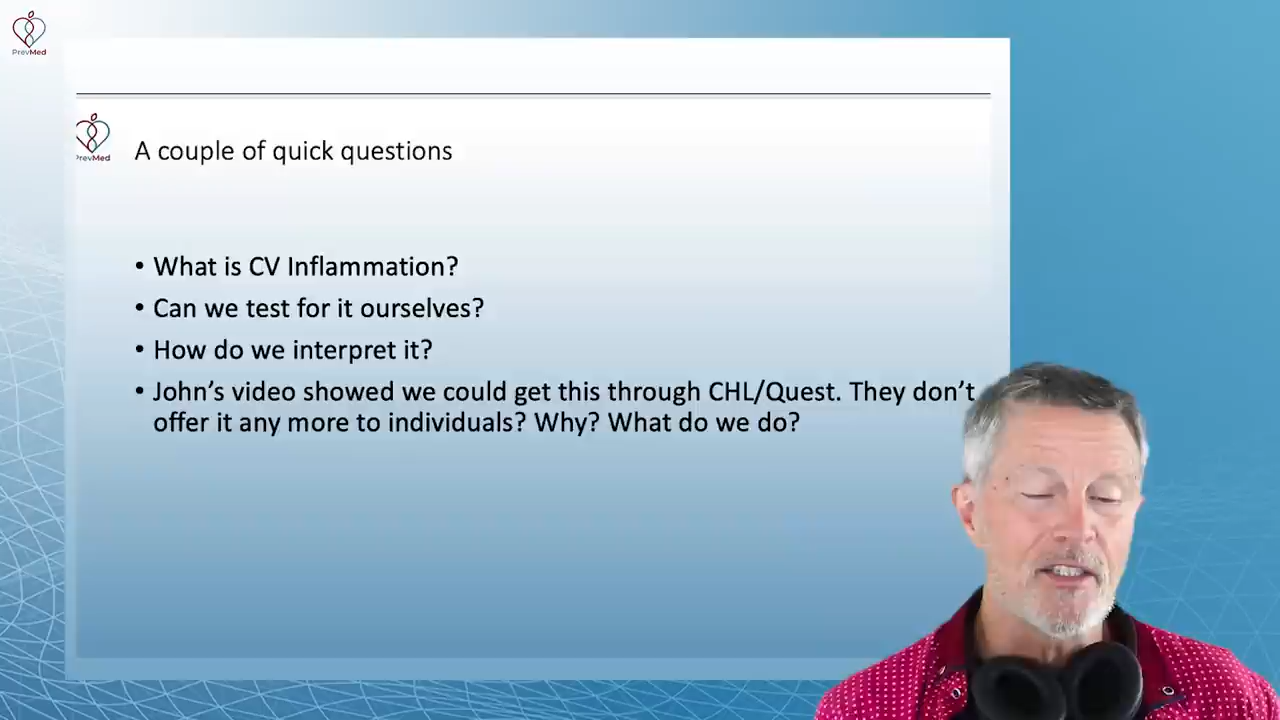 PrevMed
PrevMed
A couple of quick questions
• What is CV Inflammation?
• Can we test for it ourselves?
• How do we interpret it?
• John’s video showed we could get this through CHL/Quest. They don’t
offer it any more to individuals? Why? What do we do?